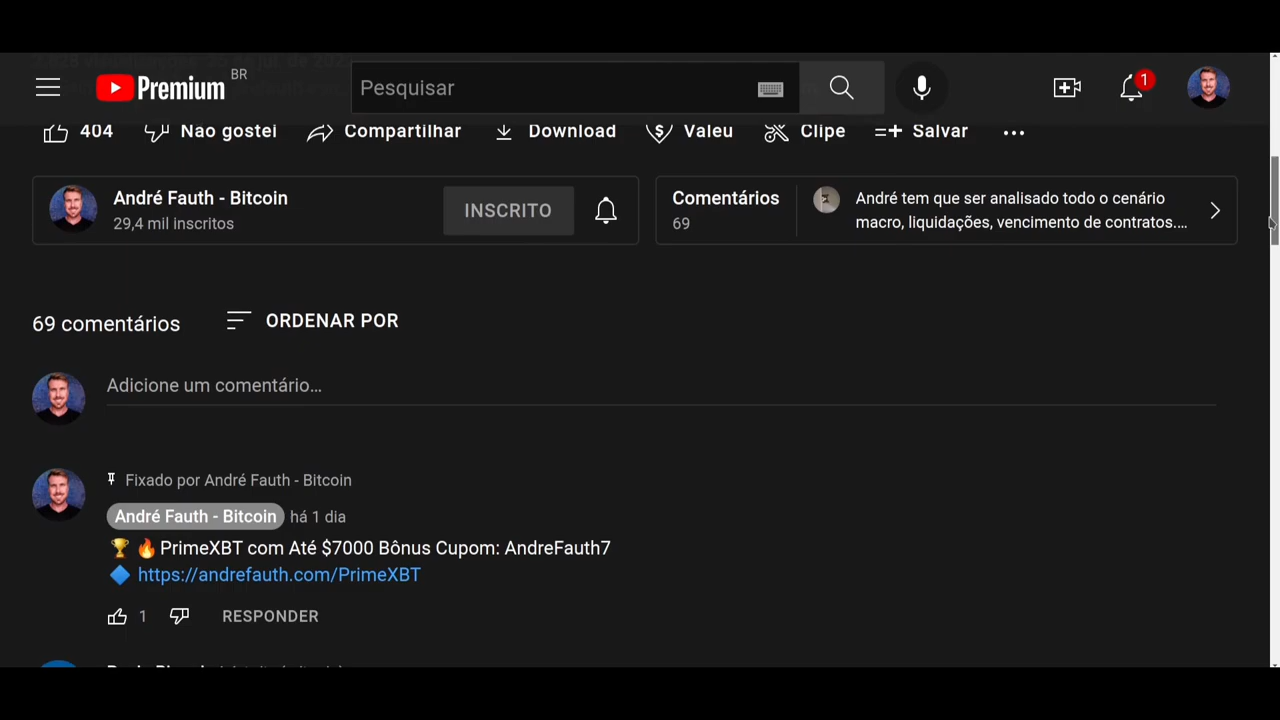 Premium BR
Pesquisar
1
404 Não gostei Compartilhar Download Valeu Clipe Salvar
André Fauth - Bitcoin
29,4 mil inscritos
INSCRITO
Comentários
69
André tem que ser analisado todo o cenário
macro, liquidações, vencimento de contratos....
69 comentários
ORDENAR POR
Adicione um comentário...
Fixado por André Fauth - Bitcoin
André Fauth - Bitcoin há 1 dia
🏆 🔥PrimeXBT com Até $7000 Bônus Cupom: AndreFauth7
🔷 https://andrefauth.com/PrimeXBT
1 RESPONDER